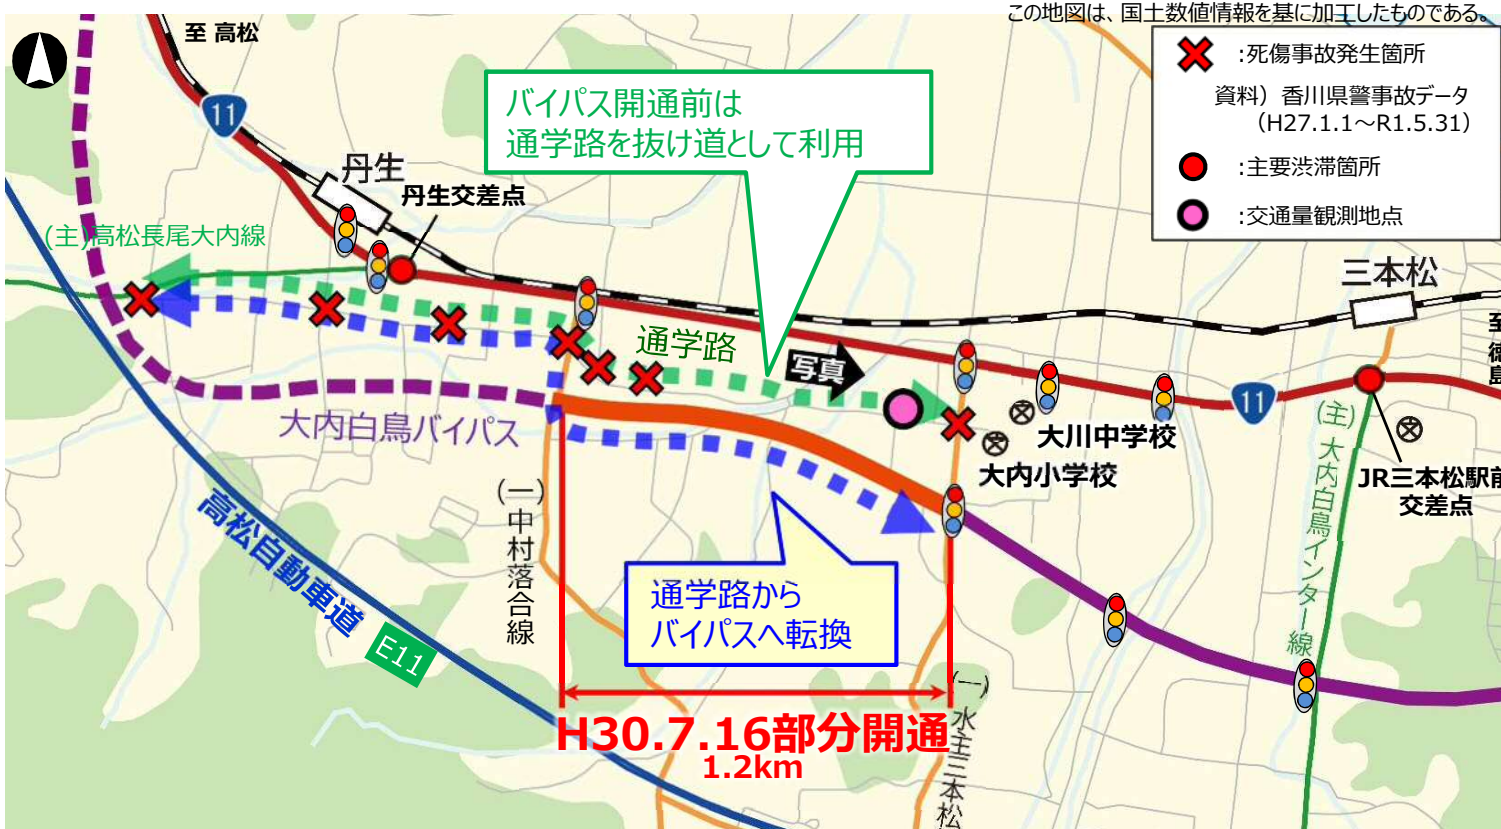 この地図は、国土数値情報を基に加工したものである。
:死傷事故発生箇所
資料）香川県警事故データ
（H27.1.1～R1.5.31）
:主要渋滞箇所
:交通量観測地点
至 高松
11
バイパス開通前は
通学路を抜け道として利用
丹生
丹生交差点
(主)高松長尾大内線
三本松
至 徳島
通学路
写真
11
大内白鳥バイパス
大川中学校
大内小学校
(主)大内白鳥インター線
JR三本松駅前
交差点
(一)中村落合線
高松自動車道
E11
通学路から
バイパスへ転換
H30.7.16部分開通
1.2km
(一)水主三本松